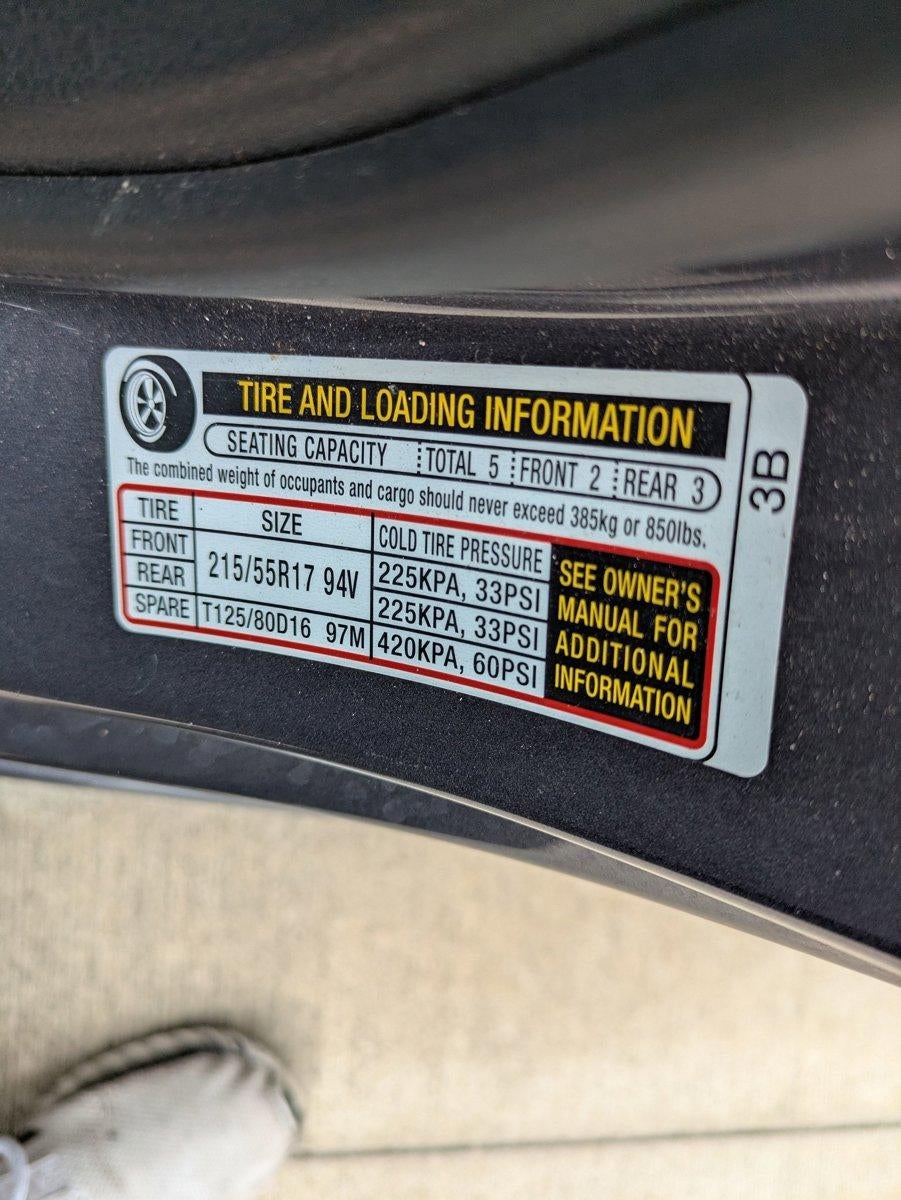 TIRE AND LOADING INFORMATION
SEATING CAPACITY TOTAL 5 FRONT 2 REAR 3
The combined weight of occupants and cargo should never exceed 385kg or 850lbs.
TIRE SIZE COLD TIRE PRESSURE
FRONT 215/55R17 94V 225KPA, 33PSI
REAR 225KPA, 33PSI
SPARE T125/80D16 97M 420KPA, 60PSI
SEE OWNER'S
MANUAL FOR
ADDITIONAL
INFORMATION
3B